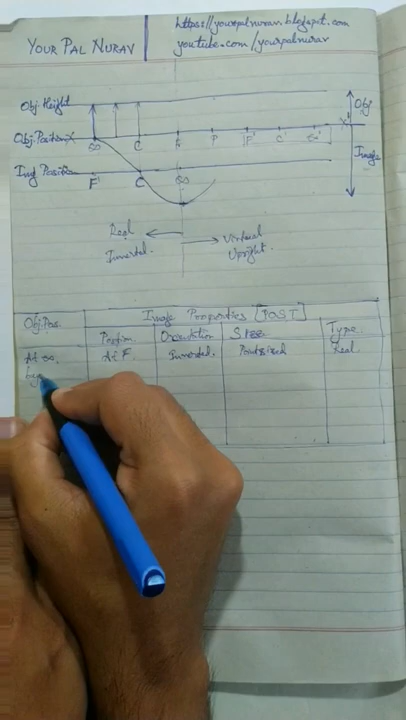 YOUR PAL NURAV
https://yourpalnurav.blogspot.com
youtube.com/yourpalnurav
Obj. Height
Obj
Obj. Position X
∞ C F P F' C' ∞'
X'
Img Position
F' C ∞
Image
Real
Inverted.
Virtual
Upright.
Obj. Pos.
Image Properties [POST]
Position Orientation Size Type
At ∞. At F. Inverted. Point sized Real
bey